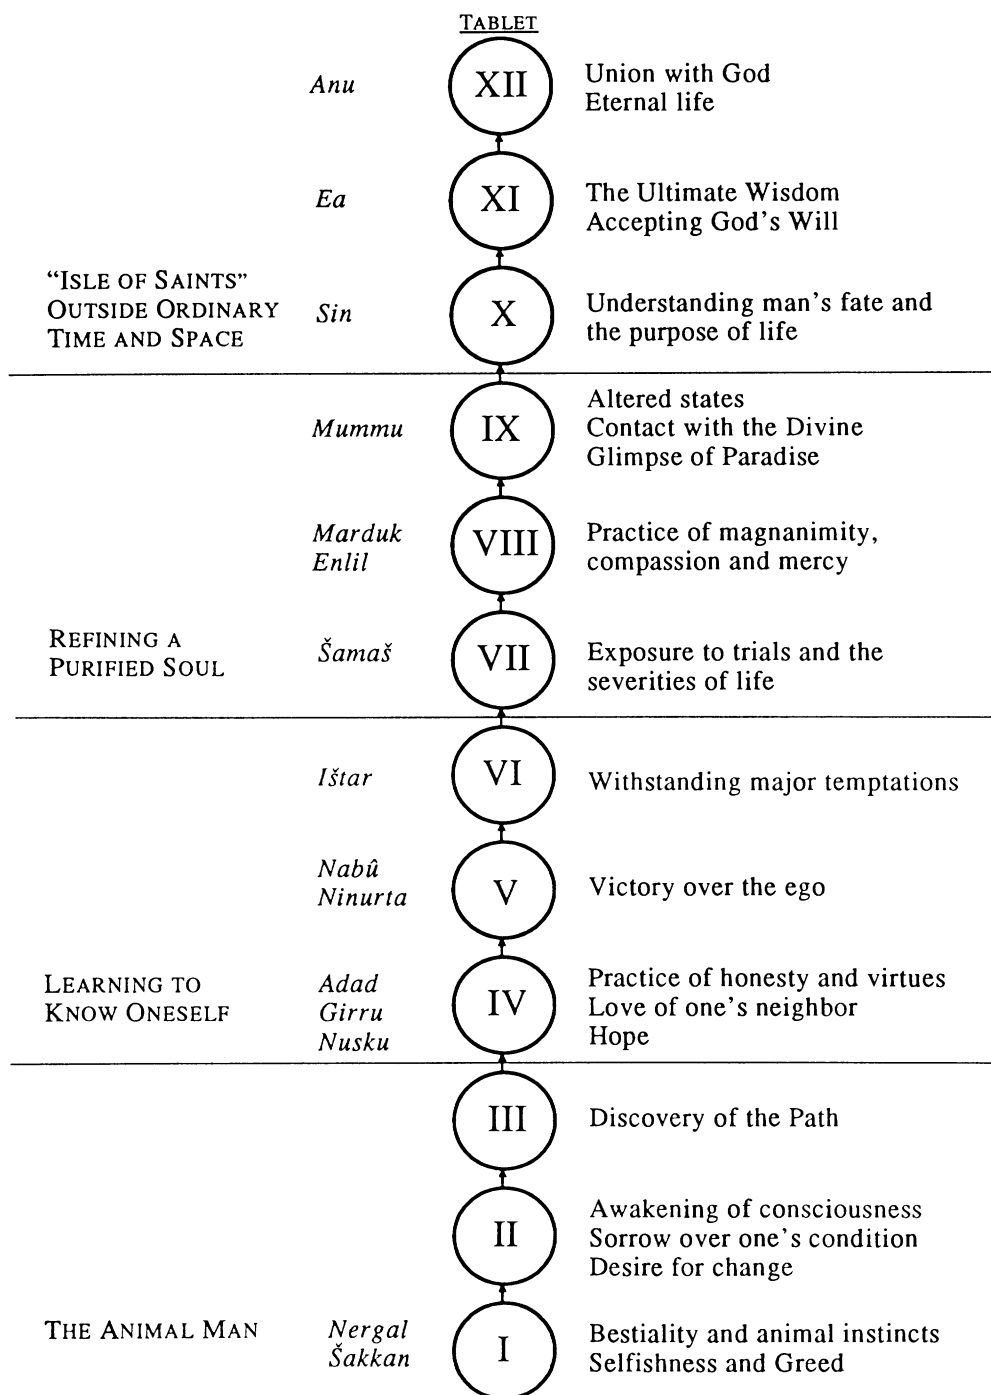 TABLET
Anu
XII
Union with God
Eternal life
Ea
XI
The Ultimate Wisdom
Accepting God's Will
"ISLE OF SAINTS"
OUTSIDE ORDINARY
TIME AND SPACE
Sin
X
Understanding man's fate and
the purpose of life
Mummu
IX
Altered states
Contact with the Divine
Glimpse of Paradise
Marduk
Enlil
VIII
Practice of magnanimity,
compassion and mercy
REFINING A
PURIFIED SOUL
Šamaš
VII
Exposure to trials and the
severities of life
Ištar
VI
Withstanding major temptations
Nabû
Ninurta
V
Victory over the ego
LEARNING TO
KNOW ONESELF
Adad
Girru
Nusku
IV
Practice of honesty and virtues
Love of one's neighbor
Hope
III
Discovery of the Path
II
Awakening of consciousness
Sorrow over one's condition
Desire for change
THE ANIMAL MAN
Nergal
Šakkan
I
Bestiality and animal instincts
Selfishness and Greed